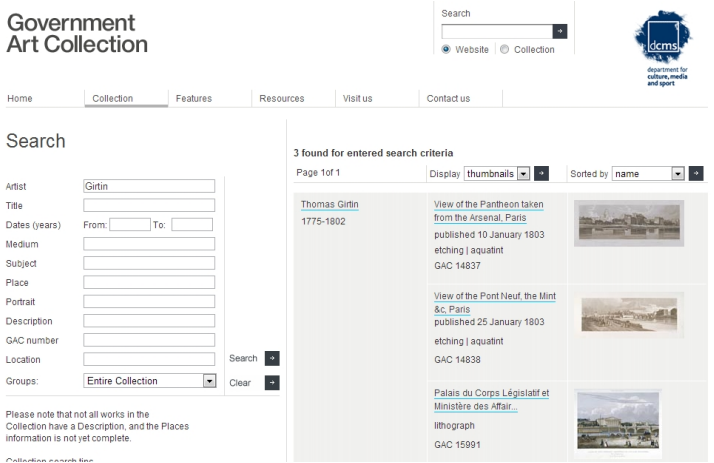 Government
Art Collection
Search
Website
Collection
dcms
department for
culture, media
and sport
Home
Collection
Features
Resources
Visit us
Contact us
Search
Artist
Girtin
Title
Dates (years)
From:
To:
Medium
Subject
Place
Portrait
Description
GAC number
Location
Search
Groups:
Entire Collection
Clear
Please note that not all works in the
Collection have a Description, and the Places
information is not yet complete.
Collection search tips
3 found for entered search criteria
Page 1of 1
Display thumbnails
Sorted by name
Thomas Girtin
1775-1802
View of the Pantheon taken
from the Arsenal, Paris
published 10 January 1803
etching | aquatint
GAC 14837
View of the Pont Neuf, the Mint
&c, Paris
published 25 January 1803
etching | aquatint
GAC 14838
Palais du Corps Législatif et
Ministère des Affair...
lithograph
GAC 15991